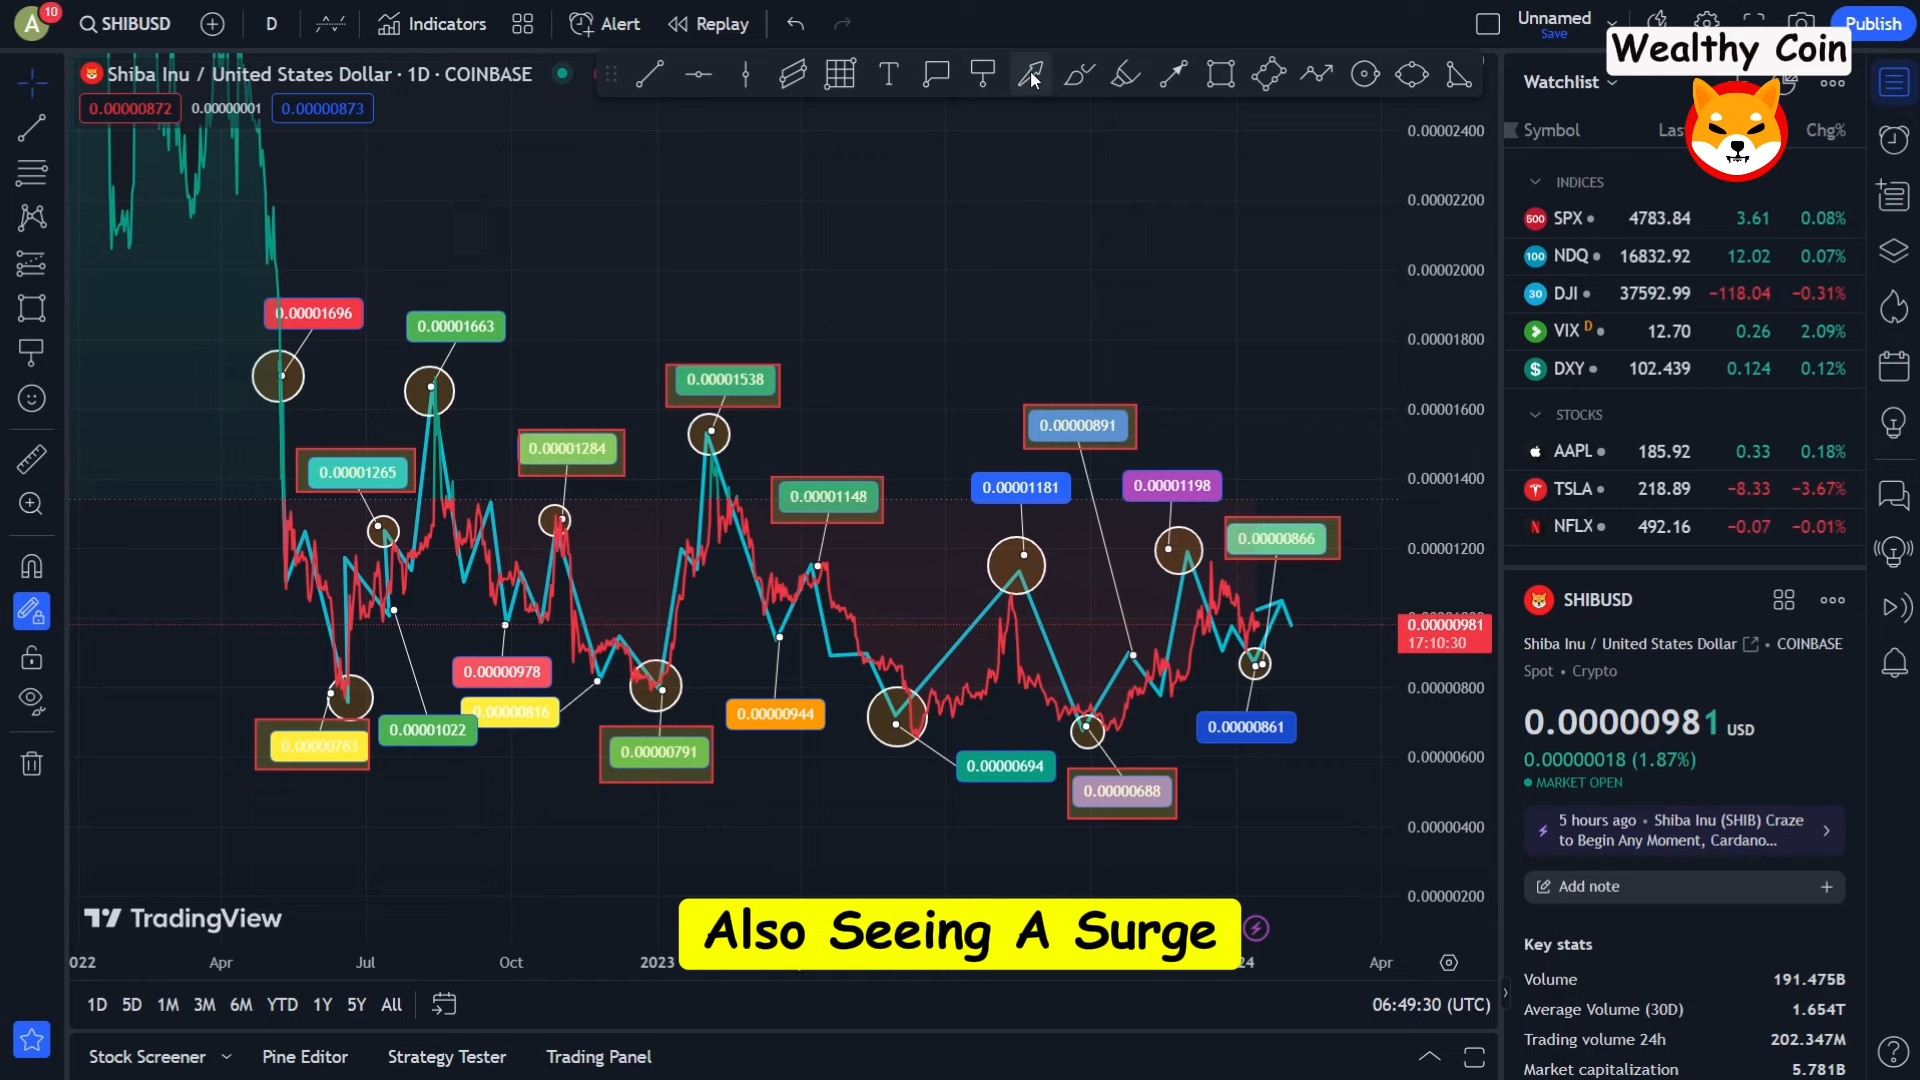 A
10
SHIBUSD
D
Indicators
Alert
Replay
Unnamed
Save
Publish
Wealthy Coin
Shiba Inu / United States Dollar · 1D · COINBASE
0.00000872
0.00000001
0.00000873
T
Watchlist
Symbol
Las
Chg%
INDICES
500 SPX 4783.84 3.61 0.08%
100 NDQ 16832.92 12.02 0.07%
30 DJI 37592.99 −118.04 −0.31%
VIX D 12.70 0.26 2.09%
$ DXY 102.439 0.124 0.12%
STOCKS
AAPL 185.92 0.33 0.18%
TSLA 218.89 −8.33 −3.67%
N NFLX 492.16 −0.07 −0.01%
0.00002400
0.00002200
0.00002000
0.00001800
0.00001600
0.00001400
0.00001200
0.00000981
17:10:30
0.00000800
0.00000600
0.00000400
0.00000200
0.00001696
0.00001663
0.00001538
0.00001265
0.00001284
0.00001148
0.00000891
0.00001181
0.00001198
0.00000866
0.00000783
0.00001022
0.00000978
0.00000816
0.00000791
0.00000944
0.00000694
0.00000688
0.00000861
SHIBUSD
Shiba Inu / United States Dollar • COINBASE
Spot • Crypto
0.00000981 USD
0.00000018 (1.87%)
MARKET OPEN
5 hours ago • Shiba Inu (SHIB) Craze
to Begin Any Moment, Cardano...
Add note
Key stats
Volume 191.475B
Average Volume (30D) 1.654T
Trading volume 24h 202.347M
Market capitalization 5.781B
TradingView
Also Seeing A Surge
022
Apr
Jul
Oct
2023
24
Apr
1D
5D
1M
3M
6M
YTD
1Y
5Y
All
06:49:30 (UTC)
Stock Screener
Pine Editor
Strategy Tester
Trading Panel